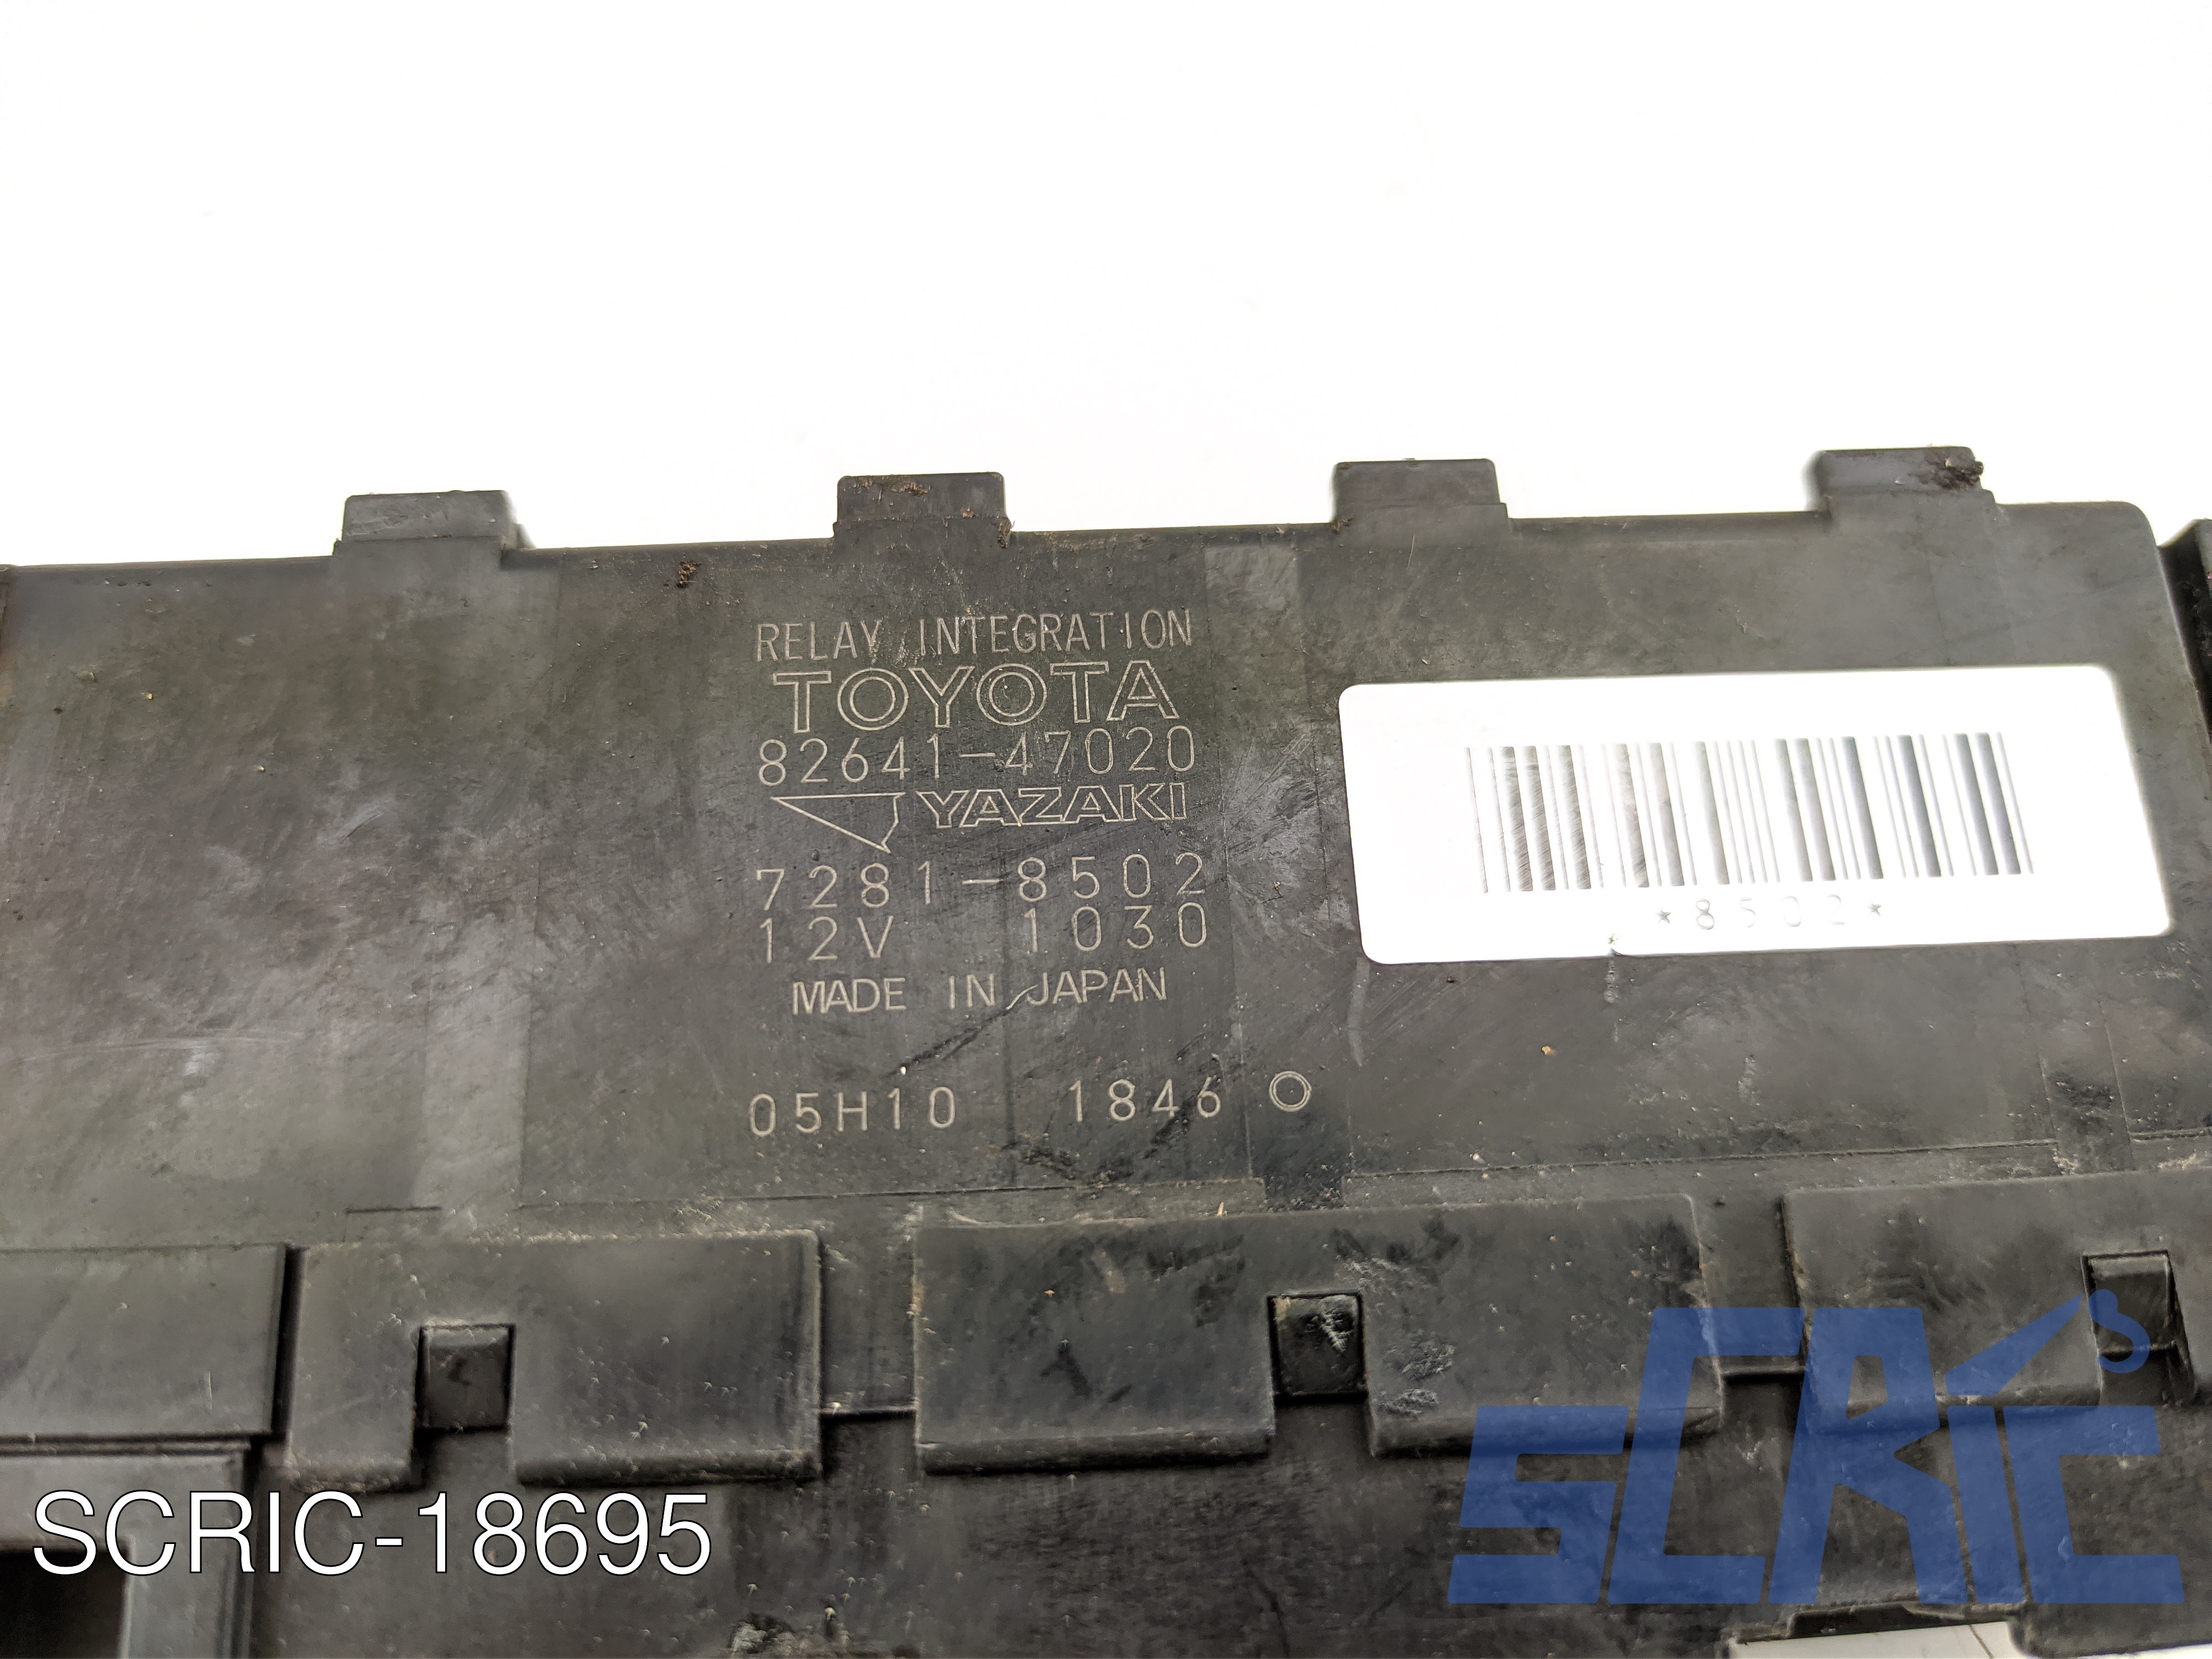 RELAY INTEGRATION
TOYOTA
82641-47020
YAZAKI
7281-8502
12V 1030
MADE IN JAPAN
05H10 1846
*8502*
SCRIC-18695
SCRIC